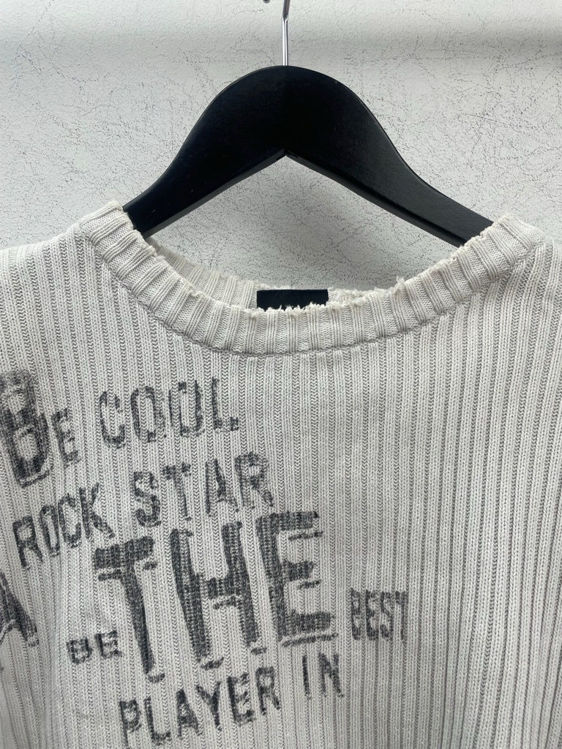 BE COOL
ROCK STAR
A
BE THE BEST
PLAYER IN